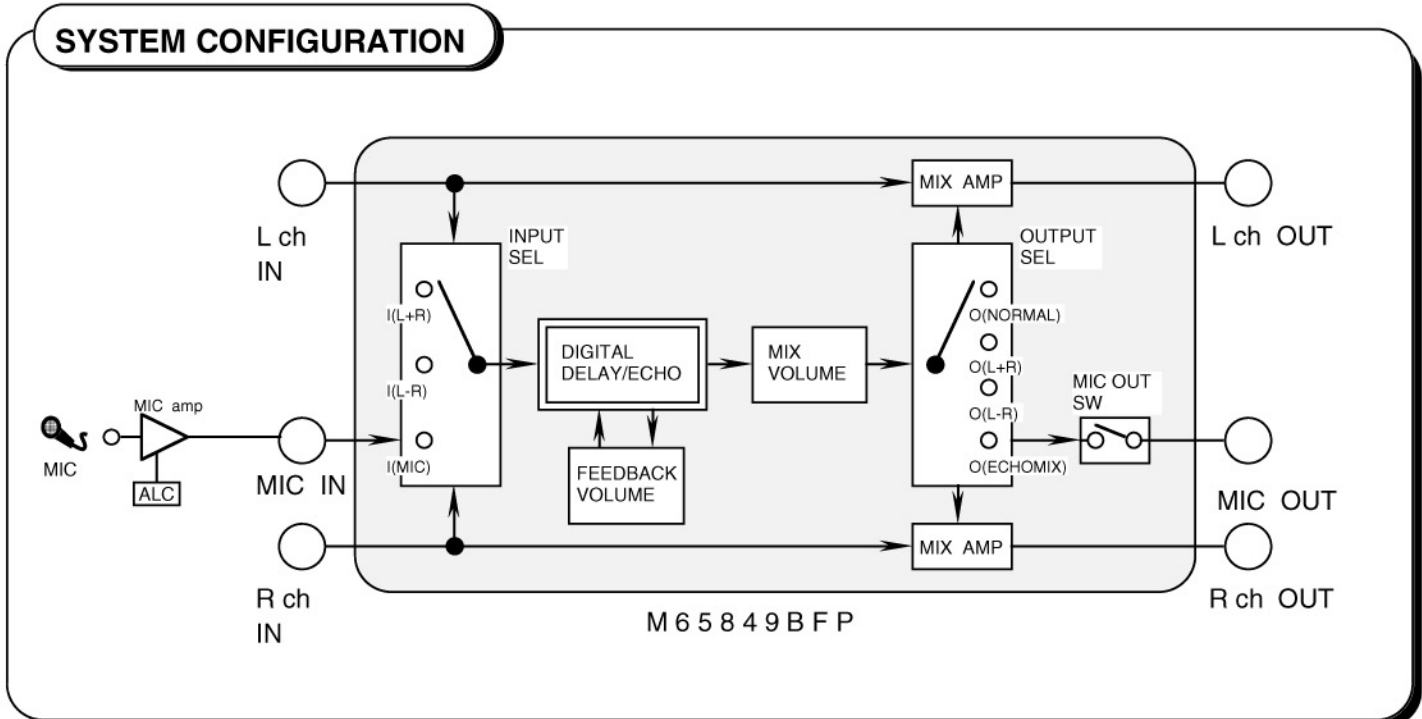 SYSTEM CONFIGURATION
L ch
IN
INPUT
SEL
MIX AMP
OUTPUT
SEL
L ch OUT
I(L+R)
I(L-R)
I(MIC)
DIGITAL
DELAY/ECHO
MIX
VOLUME
FEEDBACK
VOLUME
O(NORMAL)
O(L+R)
O(L-R)
O(ECHOMIX)
MIC OUT
SW
MIC amp
MIC
ALC
MIC IN
MIC OUT
MIX AMP
R ch
IN
R ch OUT
M65849BFP